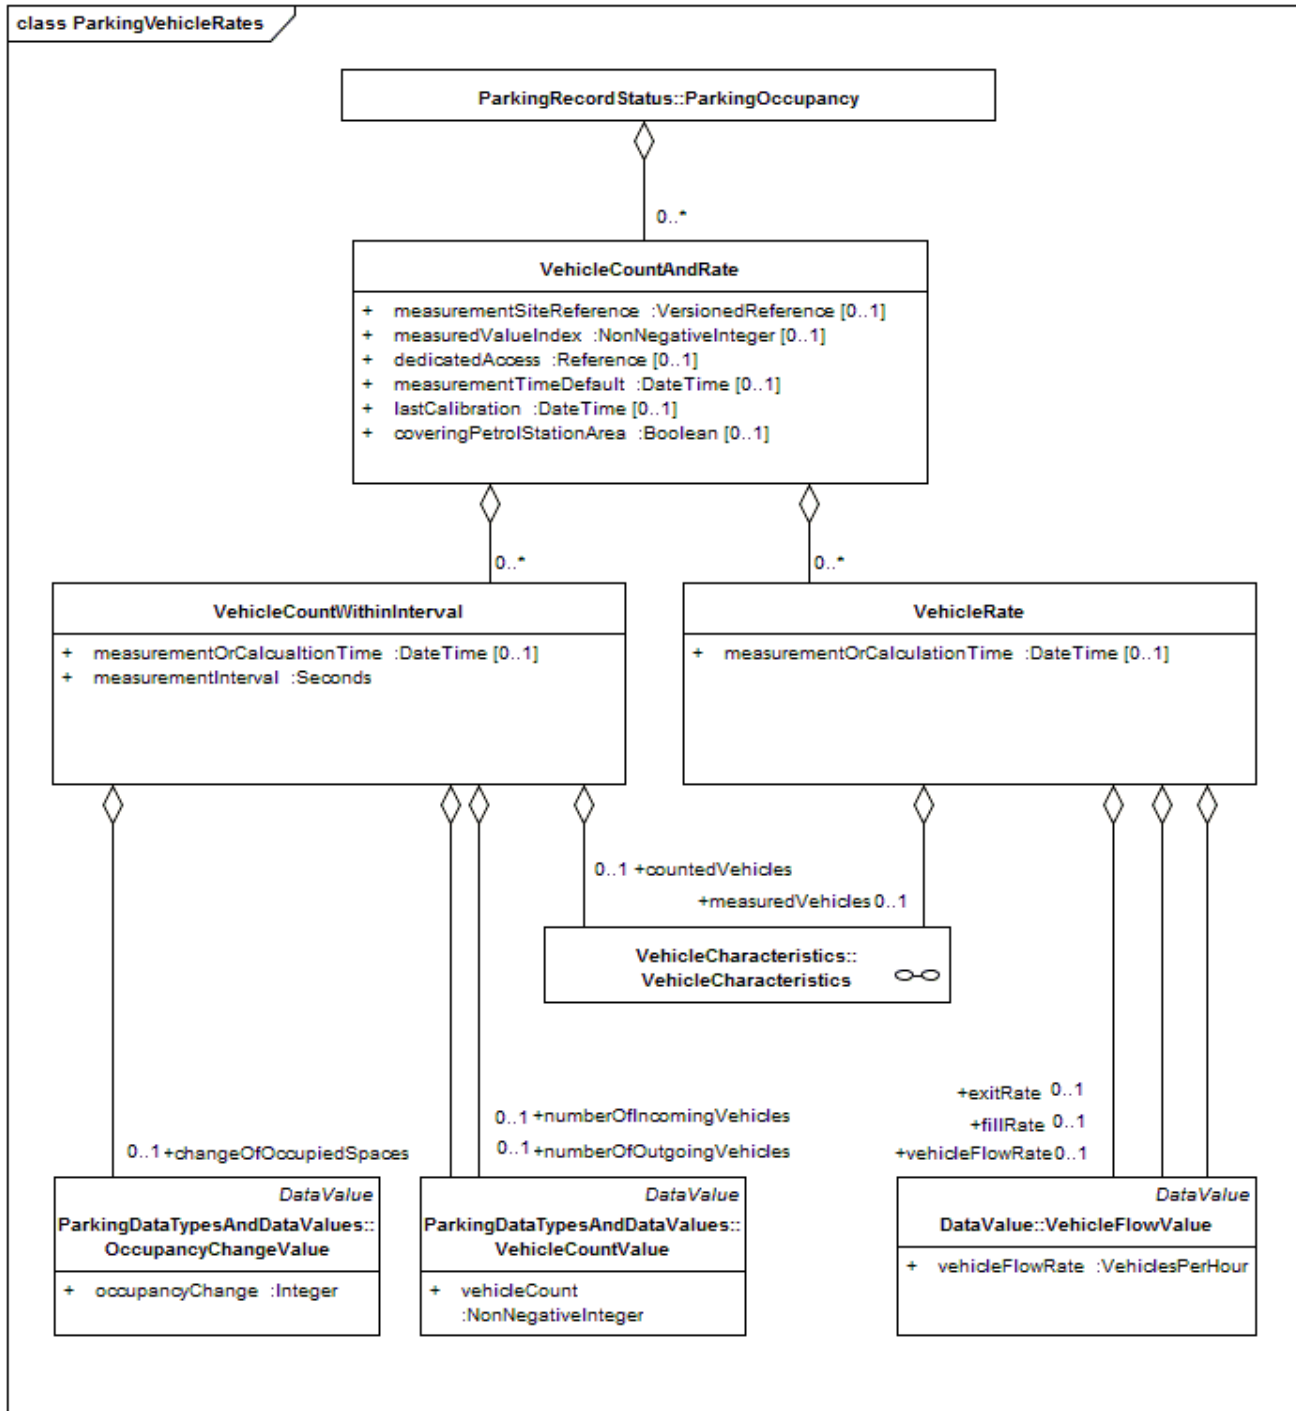 class ParkingVehicleRates
ParkingRecordStatus::ParkingOccupancy
0..*
VehicleCountAndRate
+ measurementSiteReference :VersionedReference [0..1]
+ measuredValueIndex :NonNegativeInteger [0..1]
+ dedicatedAccess :Reference [0..1]
+ measurementTimeDefault :DateTime [0..1]
+ lastCalibration :DateTime [0..1]
+ coveringPetrolStationArea :Boolean [0..1]
0..*
0..*
VehicleCountWithinInterval
+ measurementOrCalcualtionTime :DateTime [0..1]
+ measurementInterval :Seconds
VehicleRate
+ measurementOrCalculationTime :DateTime [0..1]
0..1 +countedVehicles
+measuredVehicles 0..1
VehicleCharacteristics::
VehicleCharacteristics
+exitRate 0..1
0..1 +numberOfIncomingVehicles
+fillRate 0..1
0..1 +changeOfOccupiedSpaces
0..1 +numberOfOutgoingVehicles
+vehicleFlowRate 0..1
DataValue
ParkingDataTypesAndDataValues::
OccupancyChangeValue
+ occupancyChange :Integer
DataValue
ParkingDataTypesAndDataValues::
VehicleCountValue
+ vehicleCount
:NonNegativeInteger
DataValue
DataValue::VehicleFlowValue
+ vehicleFlowRate :VehiclesPerHour